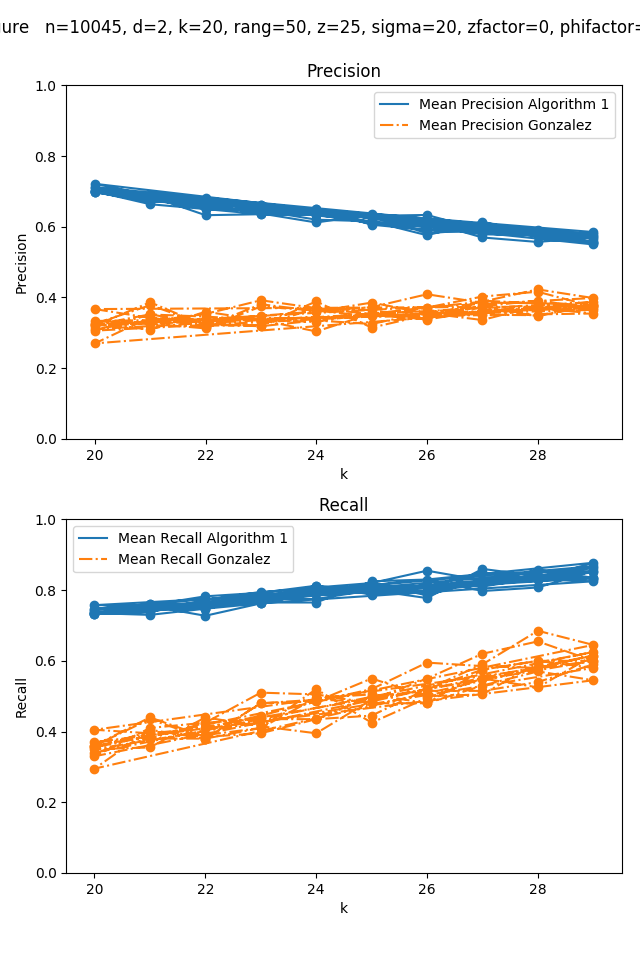 n=10045, d=2, k=20, rang=50, z=25, sigma=20, zfactor=0, phifactor=
Precision
1.0
Mean Precision Algorithm 1
Mean Precision Gonzalez
0.8
0.6
Precision
0.4
0.2
0.0
20 22 24 26 28
k
Recall
1.0
Mean Recall Algorithm 1
Mean Recall Gonzalez
0.8
0.6
Recall
0.4
0.2
0.0
20 22 24 26 28
k